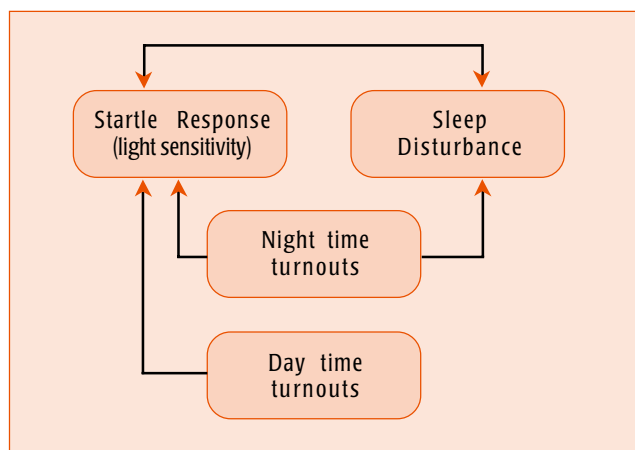 Startle Response
(light sensitivity)
Sleep
Disturbance
Night time
turnouts
Day time
turnouts